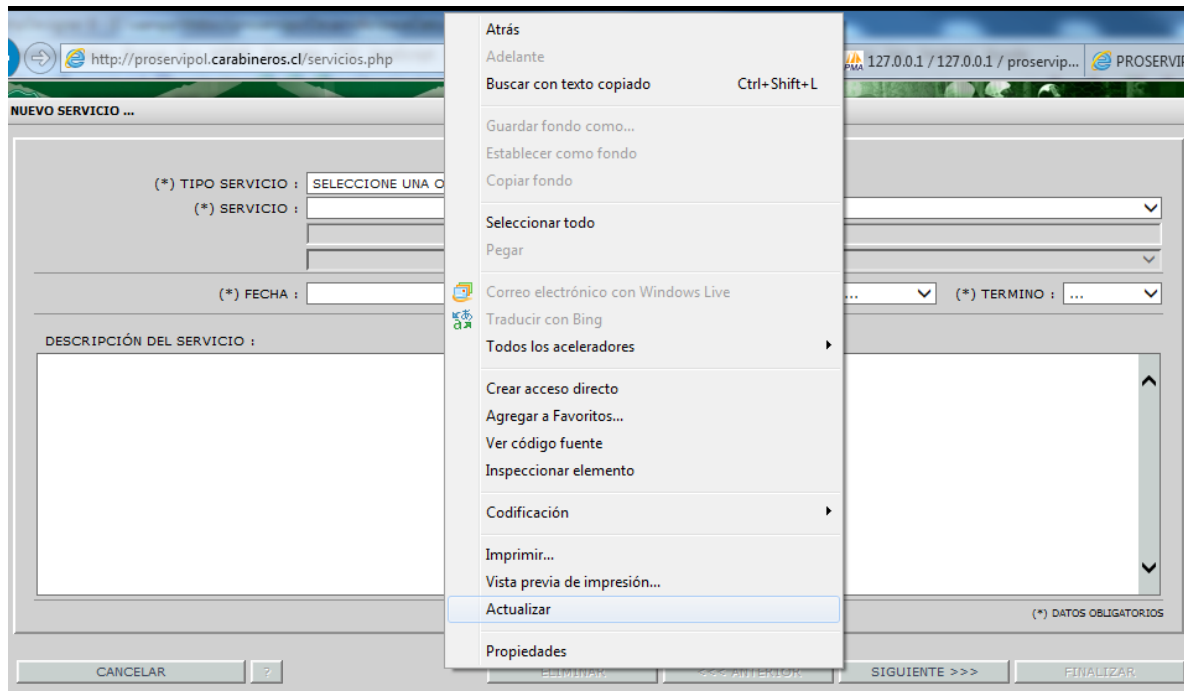 http://proservipol.carabineros.cl/servicios.php
127.0.0.1 / 127.0.0.1 / proservip...
PROSERVI
NUEVO SERVICIO ...
(*) TIPO SERVICIO : SELECCIONE UNA O
(*) SERVICIO :
(*) FECHA :
... (*) TERMINO : ...
DESCRIPCIÓN DEL SERVICIO :
Atrás
Adelante
Buscar con texto copiado Ctrl+Shift+L
Guardar fondo como...
Establecer como fondo
Copiar fondo
Seleccionar todo
Pegar
Correo electrónico con Windows Live
Traducir con Bing
Todos los aceleradores
Crear acceso directo
Agregar a Favoritos...
Ver código fuente
Inspeccionar elemento
Codificación
Imprimir...
Vista previa de impresión...
Actualizar
Propiedades
(*) DATOS OBLIGATORIOS
CANCELAR ? ELIMINAR <<< ANTERIOR SIGUIENTE >>> FINALIZAR